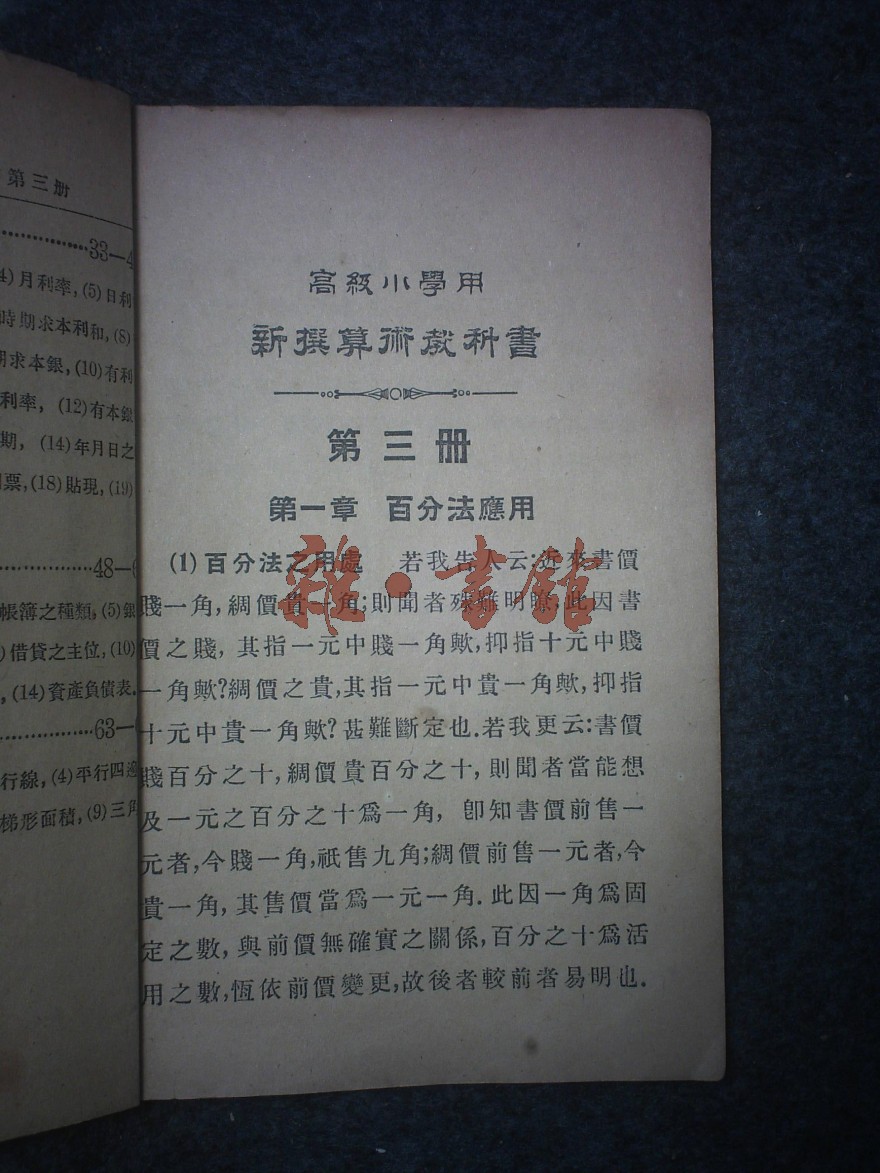 第三册
33—4
4)月利率,(5)日利
時期求本利和,(8)
期求本銀,(10)有利
利率, (12)有本銀
期, (14)年月日之
票,(18)貼現,(19)
48—6
帳簿之種類,(5)銀
)借貸之主位,(10)
,(14)資產負債表.
63—
行線,(4)平行四邊
梯形面積,(9)三角
高級小學用
新撰算術教科書
第三册
第一章 百分法應用
(1)百分法之用處 若我告人云:近來書價
賤一角,綢價貴一角;則聞者殊難明瞭,此因書
價之賤,其指一元中賤一角歟,抑指十元中賤
一角歟?綢價之貴,其指一元中貴一角歟,抑指
十元中貴一角歟?甚難斷定也.若我更云:書價
賤百分之十,綢價貴百分之十,則聞者當能想
及一元之百分之十爲一角, 卽知書價前售一
元者,今賤一角,祇售九角;綢價前售一元者,今
貴一角,其售價當爲一元一角.此因一角爲固
定之數,與前價無確實之關係,百分之十爲活
用之數,恆依前價變更,故後者較前者易明也.
雜·書館